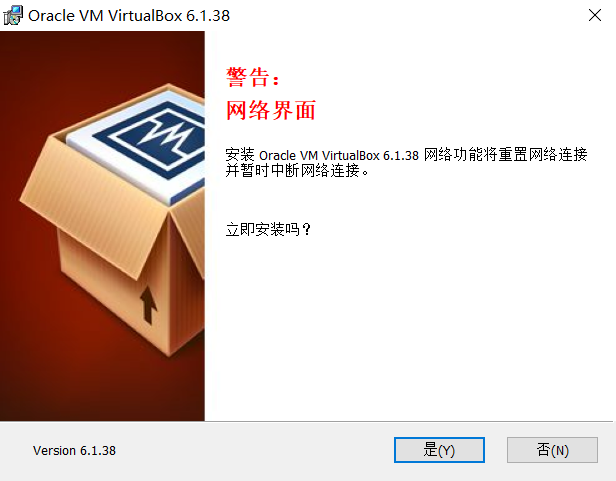 Oracle VM VirtualBox 6.1.38
警告：
网络界面
安装 Oracle VM VirtualBox 6.1.38 网络功能将重置网络连接
并暂时中断网络连接。
立即安装吗？
Version 6.1.38
是(Y)
否(N)